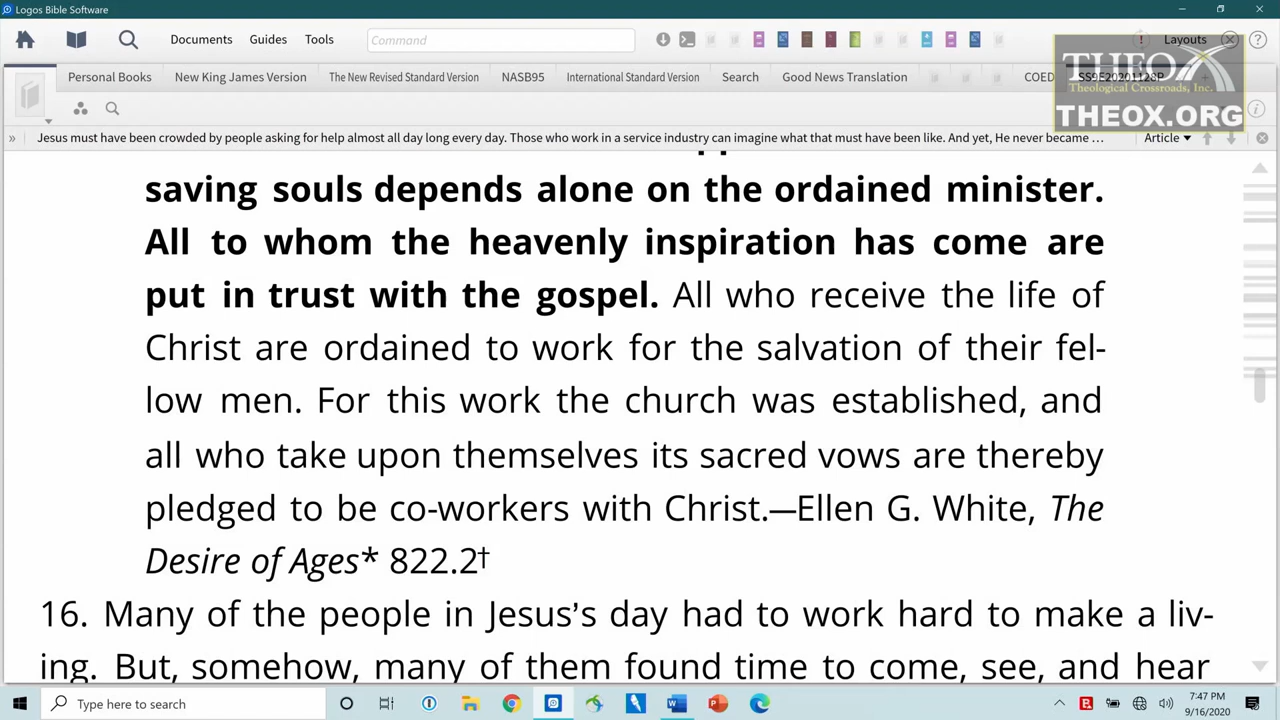 Logos Bible Software
Documents Guides Tools Command Layouts
THEOX
Theological Crossroads, Inc.
THEOX.ORG
Personal Books New King James Version The New Revised Standard Version NASB95 International Standard Version Search Good News Translation COED SS9E20201128P
» Jesus must have been crowded by people asking for help almost all day long every day. Those who work in a service industry can imagine what that must have been like. And yet, He never became … Article
saving souls depends alone on the ordained minister.
All to whom the heavenly inspiration has come are
put in trust with the gospel. All who receive the life of
Christ are ordained to work for the salvation of their fel-
low men. For this work the church was established, and
all who take upon themselves its sacred vows are thereby
pledged to be co-workers with Christ.—Ellen G. White, The
Desire of Ages* 822.2†
16. Many of the people in Jesus's day had to work hard to make a liv-
ing. But, somehow, many of them found time to come, see, and hear
Type here to search
7:47 PM
9/16/2020